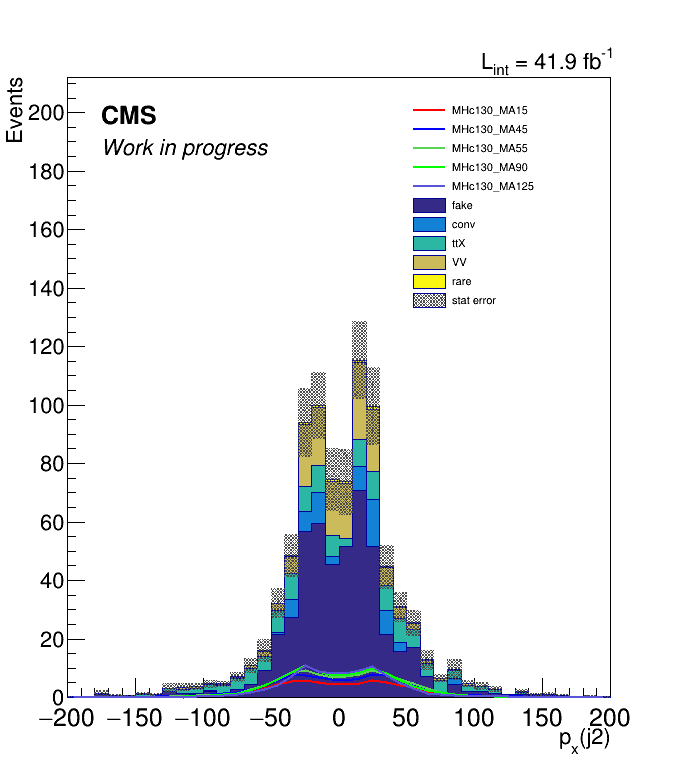 L_int = 41.9 fb^-1
Events
CMS
Work in progress
MHc130_MA15
MHc130_MA45
MHc130_MA55
MHc130_MA90
MHc130_MA125
fake
conv
ttX
VV
rare
stat error
200
180
160
140
120
100
80
60
40
20
0
−200 −150 −100 −50 0 50 100 150 200
p_x(j2)